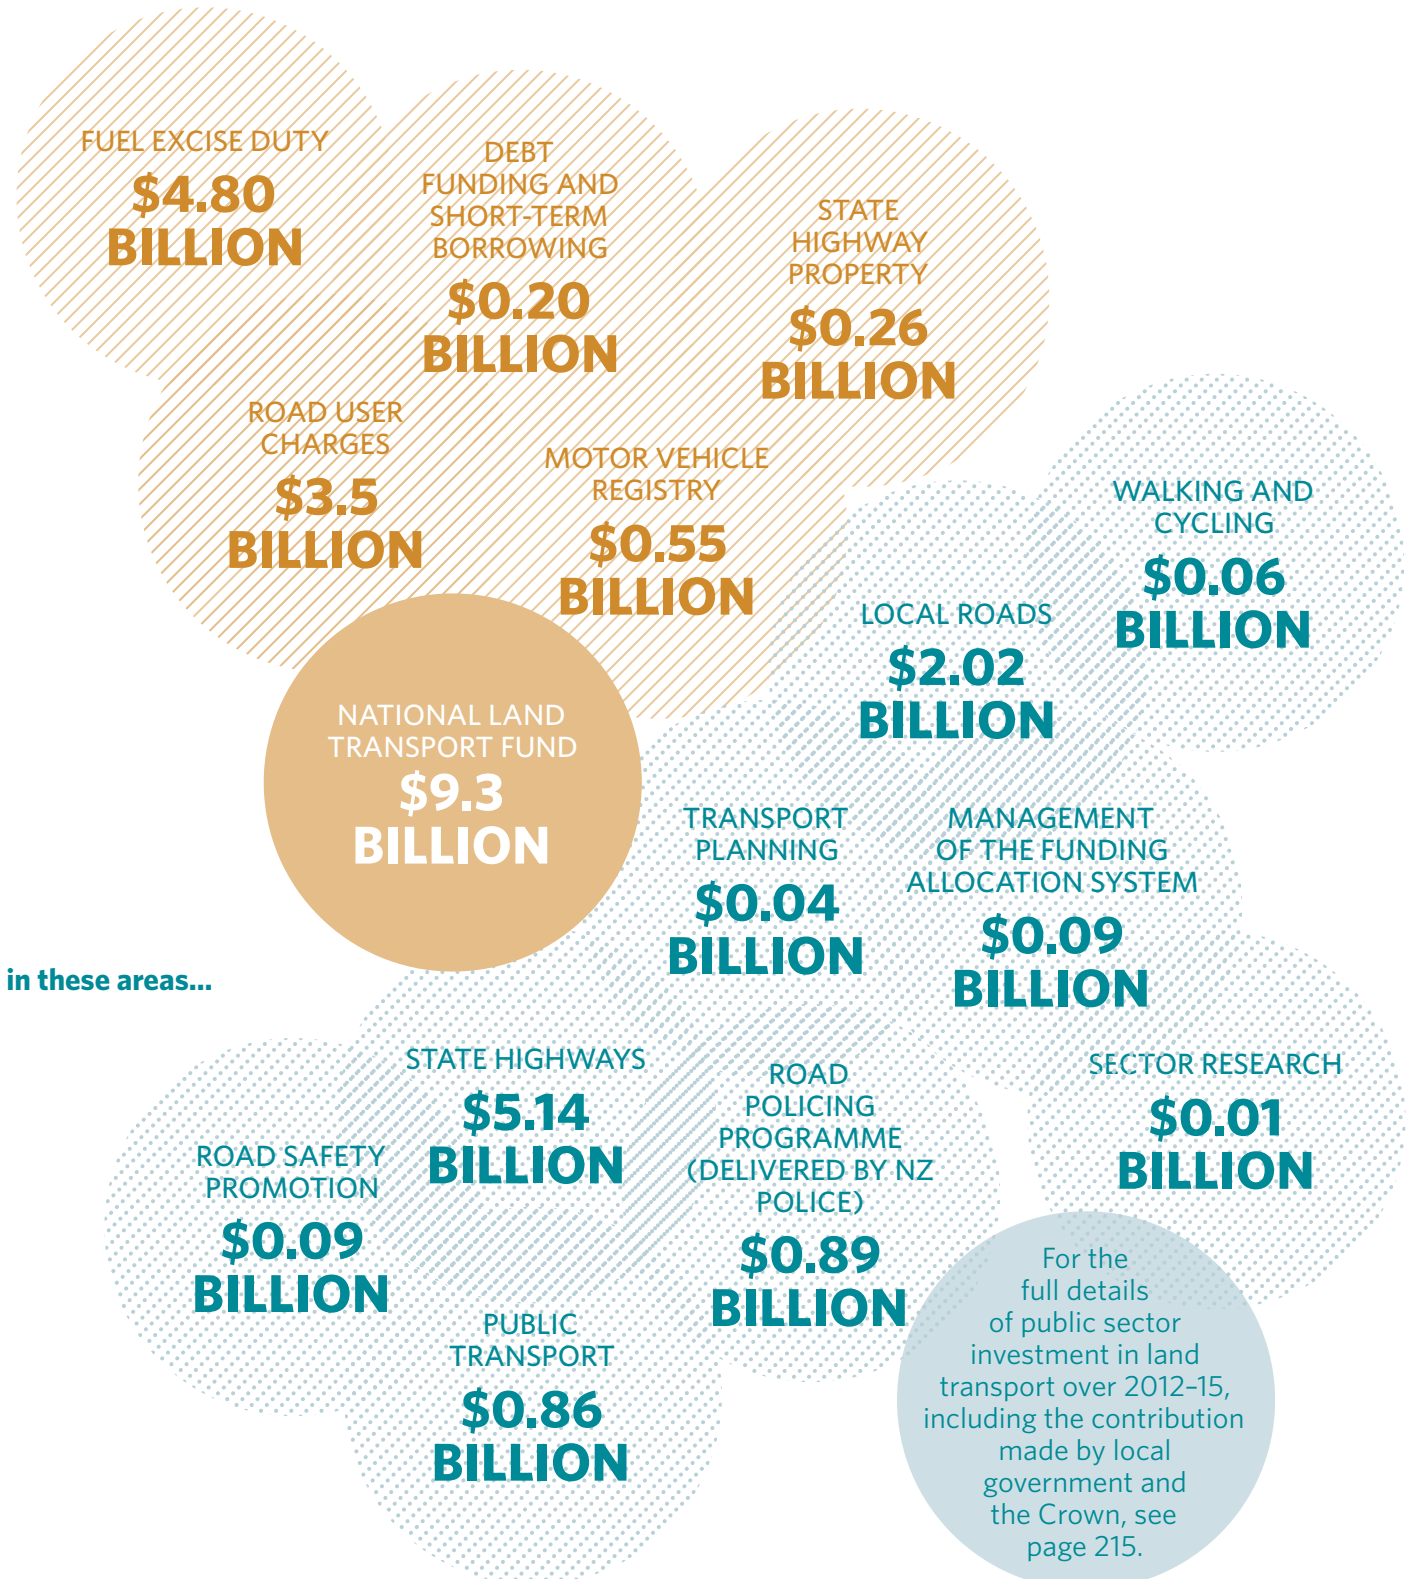 FUEL EXCISE DUTY
$4.80
BILLION
DEBT
FUNDING AND
SHORT-TERM
BORROWING
$0.20
BILLION
STATE
HIGHWAY
PROPERTY
$0.26
BILLION
ROAD USER
CHARGES
$3.5
BILLION
MOTOR VEHICLE
REGISTRY
$0.55
BILLION
NATIONAL LAND
TRANSPORT FUND
$9.3
BILLION
WALKING AND
CYCLING
$0.06
BILLION
LOCAL ROADS
$2.02
BILLION
TRANSPORT
PLANNING
$0.04
BILLION
MANAGEMENT
OF THE FUNDING
ALLOCATION SYSTEM
$0.09
BILLION
in these areas...
STATE HIGHWAYS
$5.14
BILLION
ROAD
POLICING
PROGRAMME
(DELIVERED BY NZ
POLICE)
$0.89
BILLION
SECTOR RESEARCH
$0.01
BILLION
ROAD SAFETY
PROMOTION
$0.09
BILLION
PUBLIC
TRANSPORT
$0.86
BILLION
For the
full details
of public sector
investment in land
transport over 2012–15,
including the contribution
made by local
government and
the Crown, see
page 215.